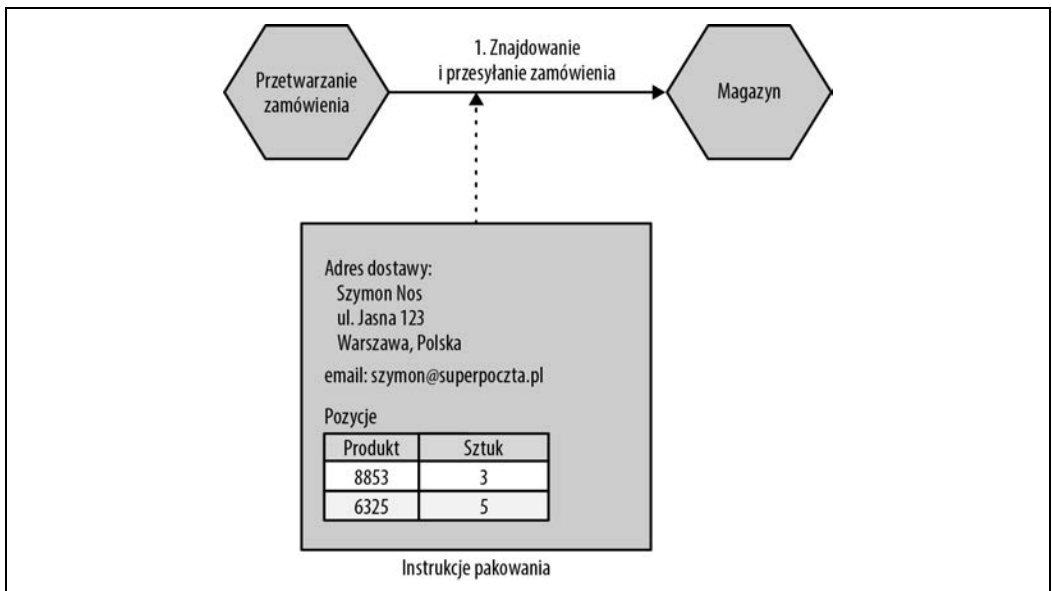 1. Znajdowanie
i przesyłanie zamówienia
Przetwarzanie
zamówienia
Magazyn
Adres dostawy:
Szymon Nos
ul. Jasna 123
Warszawa, Polska
email: szymon@superpoczta.pl
Pozycje
Produkt Sztuk
8853 3
6325 5
Instrukcje pakowania